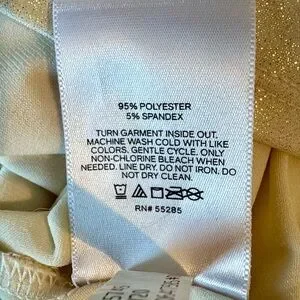 95% POLYESTER
5% SPANDEX
TURN GARMENT INSIDE OUT.
MACHINE WASH COLD WITH LIKE
COLORS. GENTLE CYCLE. ONLY
NON-CHLORINE BLEACH WHEN
NEEDED. LINE DRY. DO NOT IRON. DO
NOT DRY CLEAN.
RN# 55285